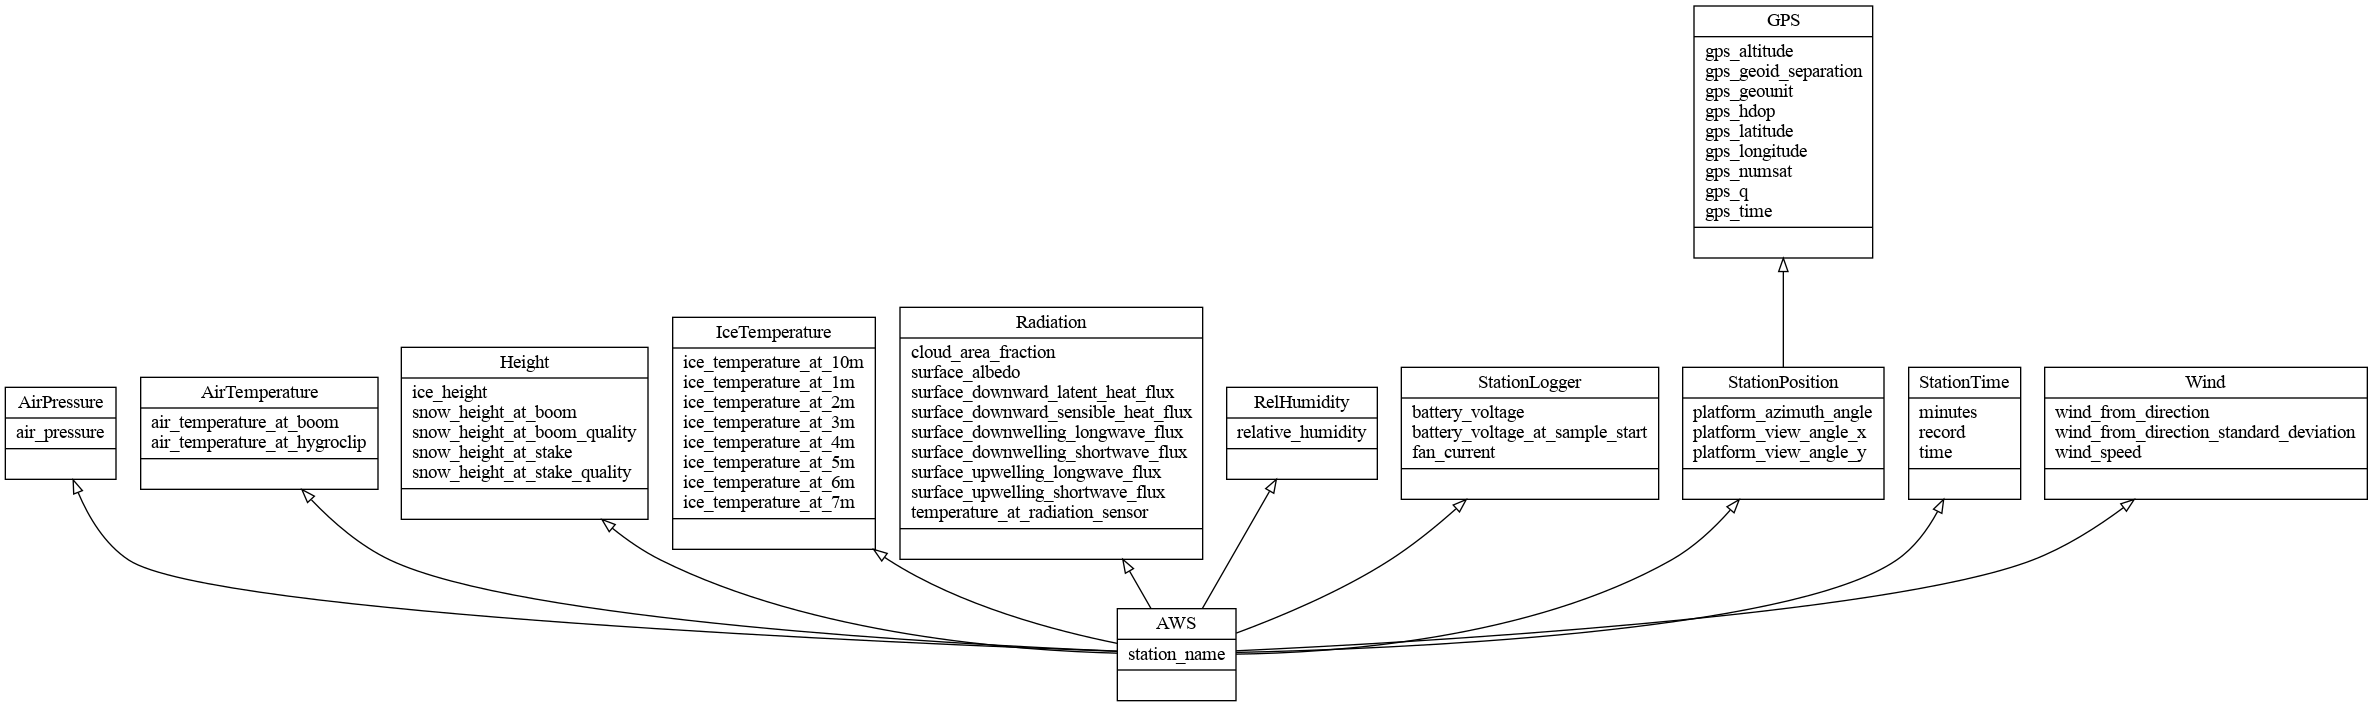 GPS
gps_altitude
gps_geoid_separation
gps_geounit
gps_hdop
gps_latitude
gps_longitude
gps_numsat
gps_q
gps_time
AirPressure
air_pressure
AirTemperature
air_temperature_at_boom
air_temperature_at_hygroclip
Height
ice_height
snow_height_at_boom
snow_height_at_boom_quality
snow_height_at_stake
snow_height_at_stake_quality
IceTemperature
ice_temperature_at_10m
ice_temperature_at_1m
ice_temperature_at_2m
ice_temperature_at_3m
ice_temperature_at_4m
ice_temperature_at_5m
ice_temperature_at_6m
ice_temperature_at_7m
Radiation
cloud_area_fraction
surface_albedo
surface_downward_latent_heat_flux
surface_downward_sensible_heat_flux
surface_downwelling_longwave_flux
surface_downwelling_shortwave_flux
surface_upwelling_longwave_flux
surface_upwelling_shortwave_flux
temperature_at_radiation_sensor
RelHumidity
relative_humidity
StationLogger
battery_voltage
battery_voltage_at_sample_start
fan_current
StationPosition
platform_azimuth_angle
platform_view_angle_x
platform_view_angle_y
StationTime
minutes
record
time
Wind
wind_from_direction
wind_from_direction_standard_deviation
wind_speed
AWS
station_name